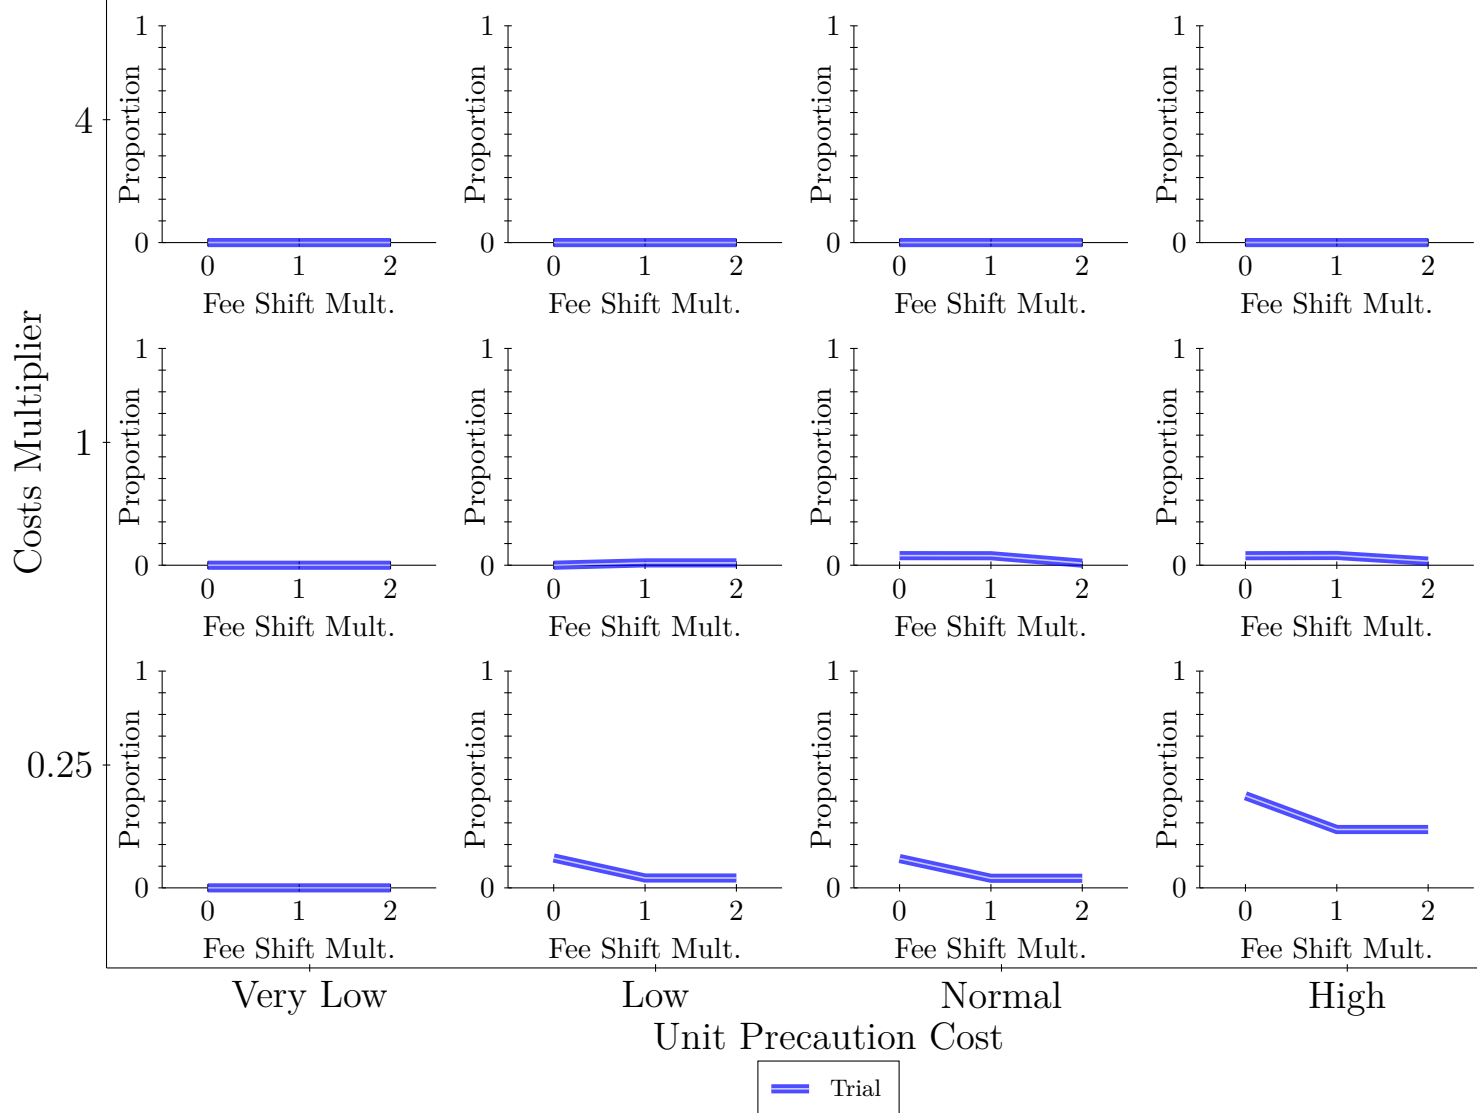 Costs Multiplier
4
1
Proportion
0
0 1 2
Fee Shift Mult.
1
Proportion
0
0 1 2
Fee Shift Mult.
1
Proportion
0
0 1 2
Fee Shift Mult.
1
Proportion
0
0 1 2
Fee Shift Mult.
1
1
Proportion
0
0 1 2
Fee Shift Mult.
1
Proportion
0
0 1 2
Fee Shift Mult.
1
Proportion
0
0 1 2
Fee Shift Mult.
1
Proportion
0
0 1 2
Fee Shift Mult.
0.25
1
Proportion
0
0 1 2
Fee Shift Mult.
1
Proportion
0
0 1 2
Fee Shift Mult.
1
Proportion
0
0 1 2
Fee Shift Mult.
1
Proportion
0
0 1 2
Fee Shift Mult.
Very Low Low Normal High
Unit Precaution Cost
Trial